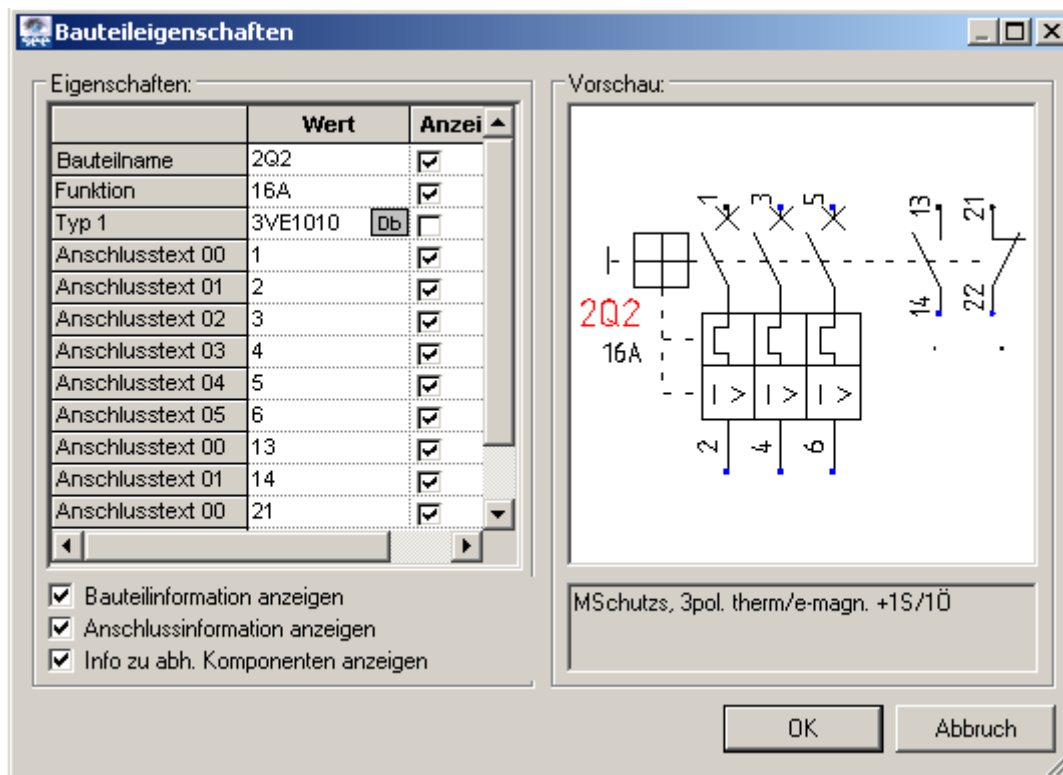 see Bauteileigenschaften
Eigenschaften:
Wert Anzei
Bauteilname 2Q2
Funktion 16A
Typ 1 3VE1010 Db
Anschlusstext 00 1
Anschlusstext 01 2
Anschlusstext 02 3
Anschlusstext 03 4
Anschlusstext 04 5
Anschlusstext 05 6
Anschlusstext 00 13
Anschlusstext 01 14
Anschlusstext 00 21
Bauteilinformation anzeigen
Anschlussinformation anzeigen
Info zu abh. Komponenten anzeigen
Vorschau:
1 3 5 13 21
2Q2
14 22
16A
I > I > I >
2 4 6
MSchutzs, 3pol. therm/e-magn. +1S/1Ö
OK Abbruch